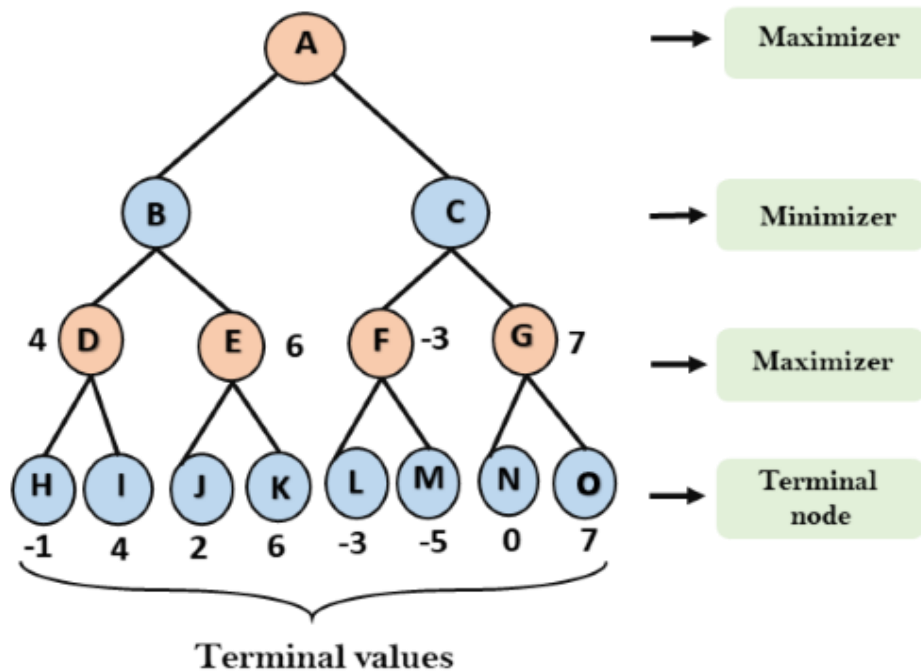 A
Maximizer
B
C
Minimizer
4
D
E
6
F
-3
G
7
Maximizer
H
I
J
K
L
M
N
O
Terminal
node
-1
4
2
6
-3
-5
0
7
Terminal values